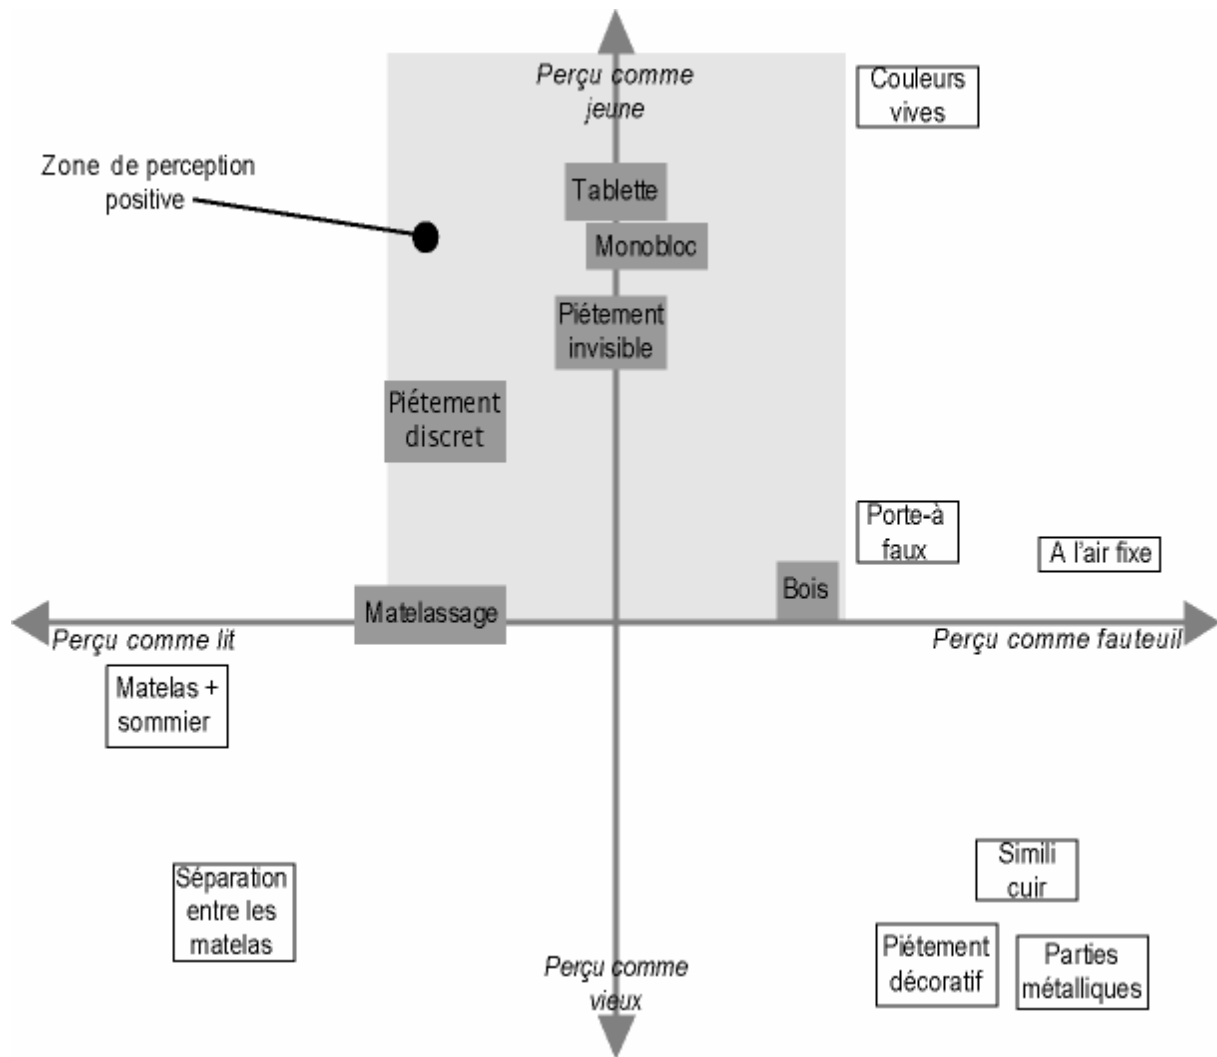 Perçu comme
jeune
Couleurs
vives
Zone de perception
positive
Tablette
Monobloc
Piétement
invisible
Piétement
discret
Porte-à
faux
A l'air fixe
Bois
Matelassage
Perçu comme lit
Perçu comme fauteuil
Matelas +
sommier
Simili
cuir
Séparation
entre les
matelas
Piétement
décoratif
Parties
métalliques
Perçu comme
vieux